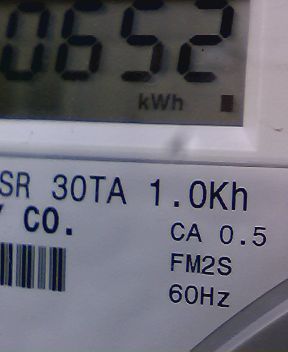 0652
kWh
SR 30TA 1.0Kh
Y CO.
CA 0.5
FM2S
60Hz